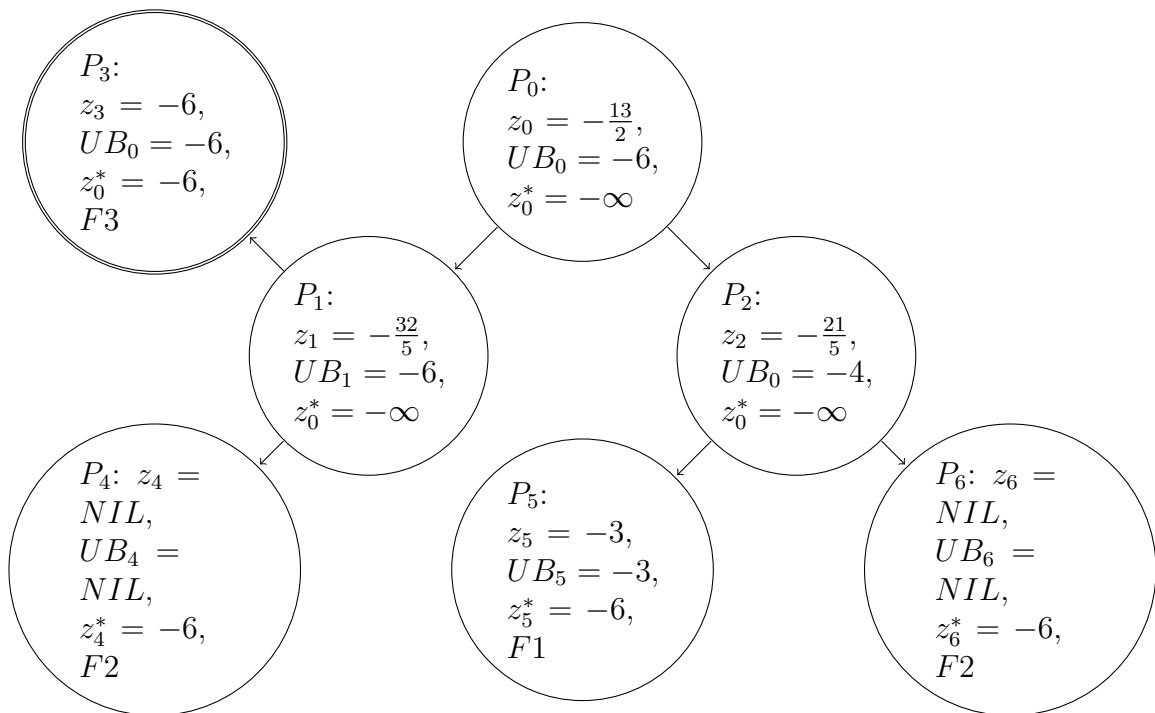 P_3:
z_3 = −6,
UB_0 = −6,
z_0^* = −6,
F3
P_0:
z_0 = −13/2,
UB_0 = −6,
z_0^* = −∞
P_1:
z_1 = −32/5,
UB_1 = −6,
z_0^* = −∞
P_2:
z_2 = −21/5,
UB_0 = −4,
z_0^* = −∞
P_4: z_4 =
NIL,
UB_4 =
NIL,
z_4^* = −6,
F2
P_5:
z_5 = −3,
UB_5 = −3,
z_5^* = −6,
F1
P_6: z_6 =
NIL,
UB_6 =
NIL,
z_6^* = −6,
F2